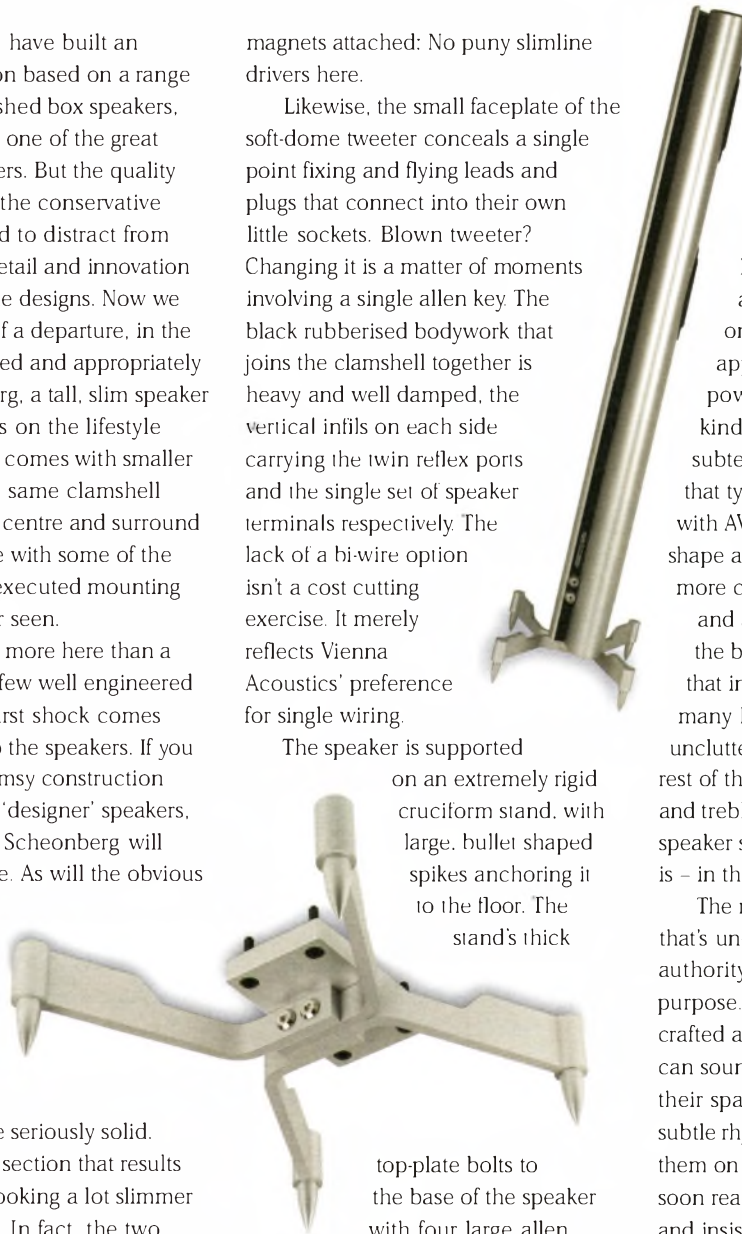 have built an
on based on a range
shed box speakers,
one of the great
ers. But the quality
the conservative
d to distract from
etail and innovation
e designs. Now we
f a departure, in the
ed and appropriately
rg, a tall, slim speaker
s on the lifestyle
comes with smaller
same clamshell
centre and surround
e with some of the
executed mounting
r seen.
more here than a
few well engineered
irst shock comes
o the speakers. If you
msy construction
'designer' speakers,
Scheonberg will
e. As will the obvious
e seriously solid.
section that results
ooking a lot slimmer
In fact, the two
magnets attached: No puny slimline
drivers here.
Likewise, the small faceplate of the
soft-dome tweeter conceals a single
point fixing and flying leads and
plugs that connect into their own
little sockets. Blown tweeter?
Changing it is a matter of moments
involving a single allen key. The
black rubberised bodywork that
joins the clamshell together is
heavy and well damped, the
vertical infils on each side
carrying the twin reflex ports
and the single set of speaker
terminals respectively. The
lack of a bi-wire option
isn't a cost cutting
exercise. It merely
reflects Vienna
Acoustics' preference
for single wiring.
The speaker is supported
on an extremely rigid
cruciform stand, with
large, bullet shaped
spikes anchoring it
to the floor. The
stand's thick
top-plate bolts to
the base of the speaker
with four large allen
a
or
ap
pow
kind
subte
that ty
with AV
shape a
more c
and
the b
that in
many
unclutte
rest of th
and treb
speaker s
is – in th
The r
that's un
authority
purpose.
crafted a
can soun
their spa
subtle rh
them on
soon rea
and insis